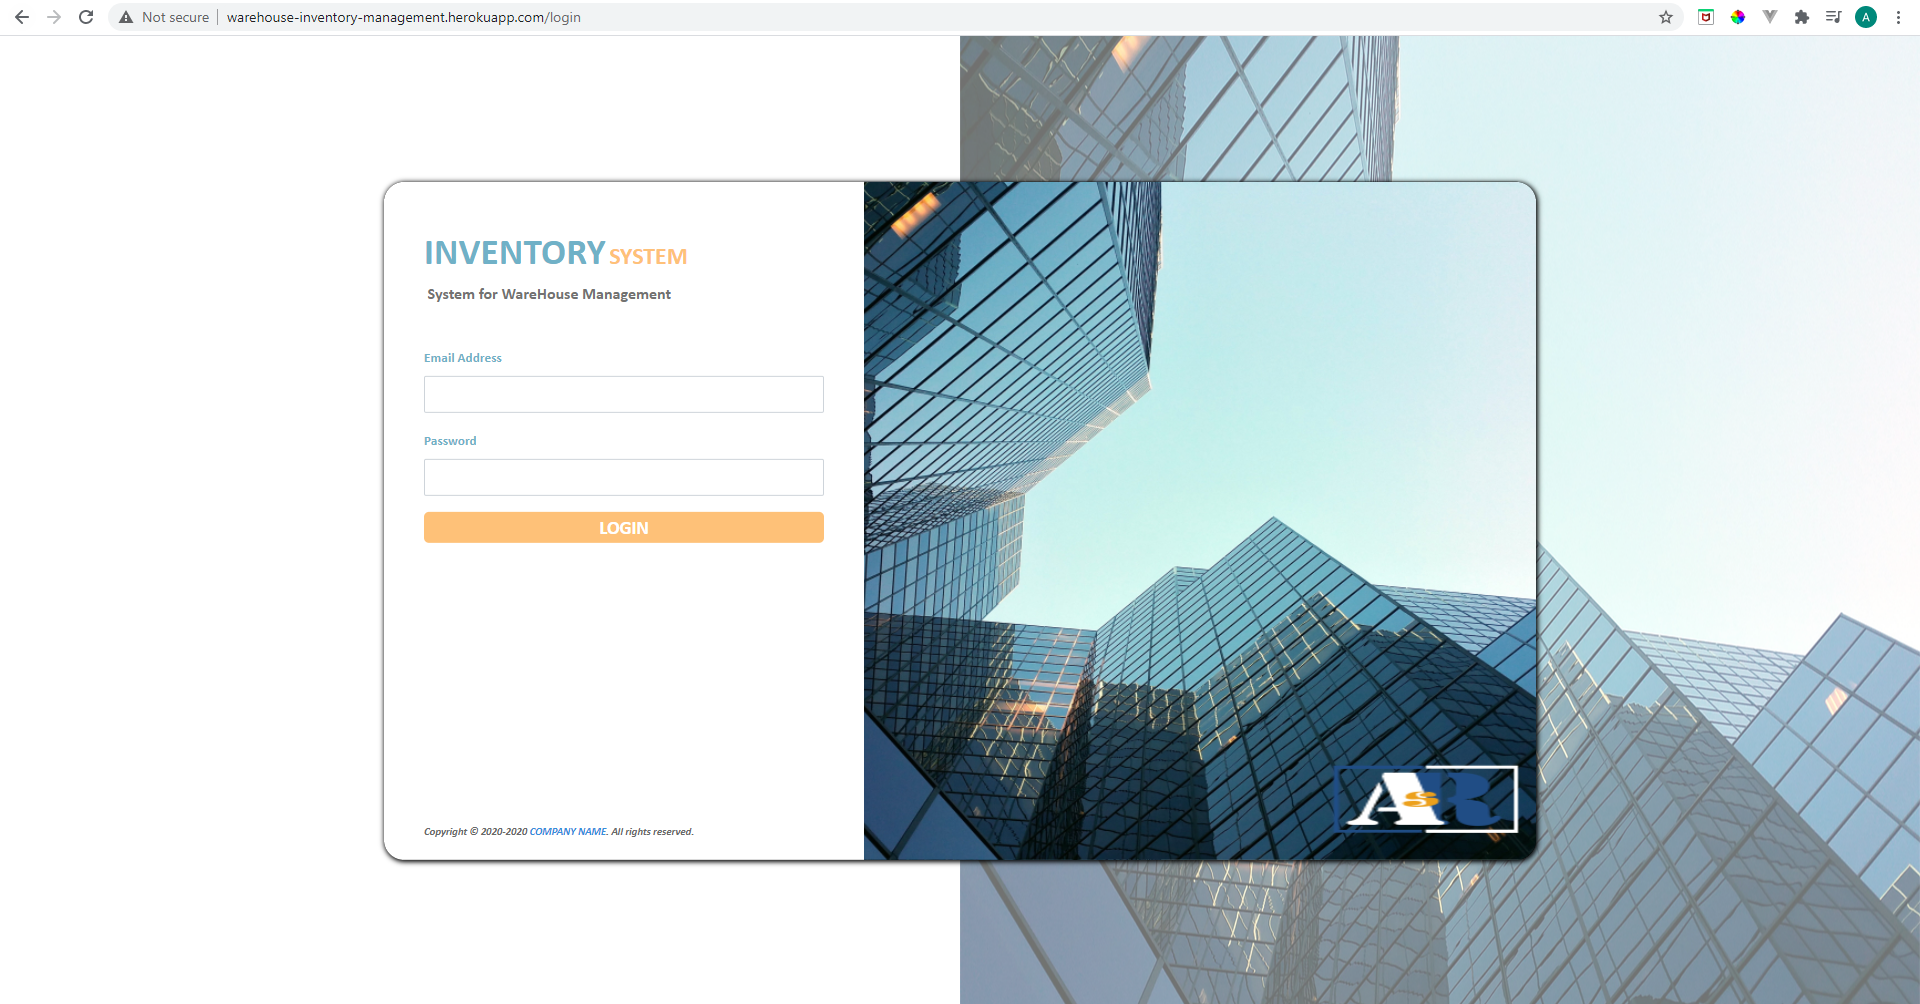 Not secure
warehouse-inventory-management.herokuapp.com/login
A
INVENTORY SYSTEM
System for WareHouse Management
Email Address
Password
LOGIN
AsR
Copyright © 2020-2020 COMPANY NAME. All rights reserved.